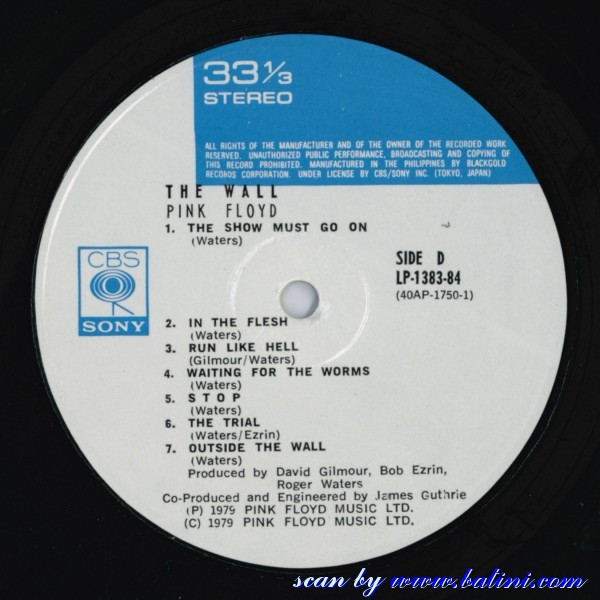 33⅓
STEREO
ALL RIGHTS OF THE MANUFACTURER AND OF THE OWNER OF THE RECORDED WORK
RESERVED. UNAUTHORIZED PUBLIC PERFORMANCE, BROADCASTING AND COPYING OF
THIS RECORD PROHIBITED. MADE IN THE PHILIPPINES BY BLACKGOLD
RECORDS CORPORATION. UNDER LICENSE BY CBS/SONY INC. (TOKYO, JAPAN)
THE WALL
PINK FLOYD
1. THE SHOW MUST GO ON
(Waters)
SIDE D
LP-1383-84
(40AP-1750-1)
CBS
SONY
2. IN THE FLESH
(Waters)
3. RUN LIKE HELL
(Gilmour/Waters)
4. WAITING FOR THE WORMS
(Waters)
5. STOP
(Waters)
6. THE TRIAL
(Waters/Ezrin)
7. OUTSIDE THE WALL
(Waters)
Produced by David Gilmour, Bob Ezrin,
Roger Waters
Co-Produced and Engineered by James Guthrie
(P) 1979 PINK FLOYD MUSIC LTD.
(C) 1979 PINK FLOYD MUSIC LTD.
scan by www.batini.com